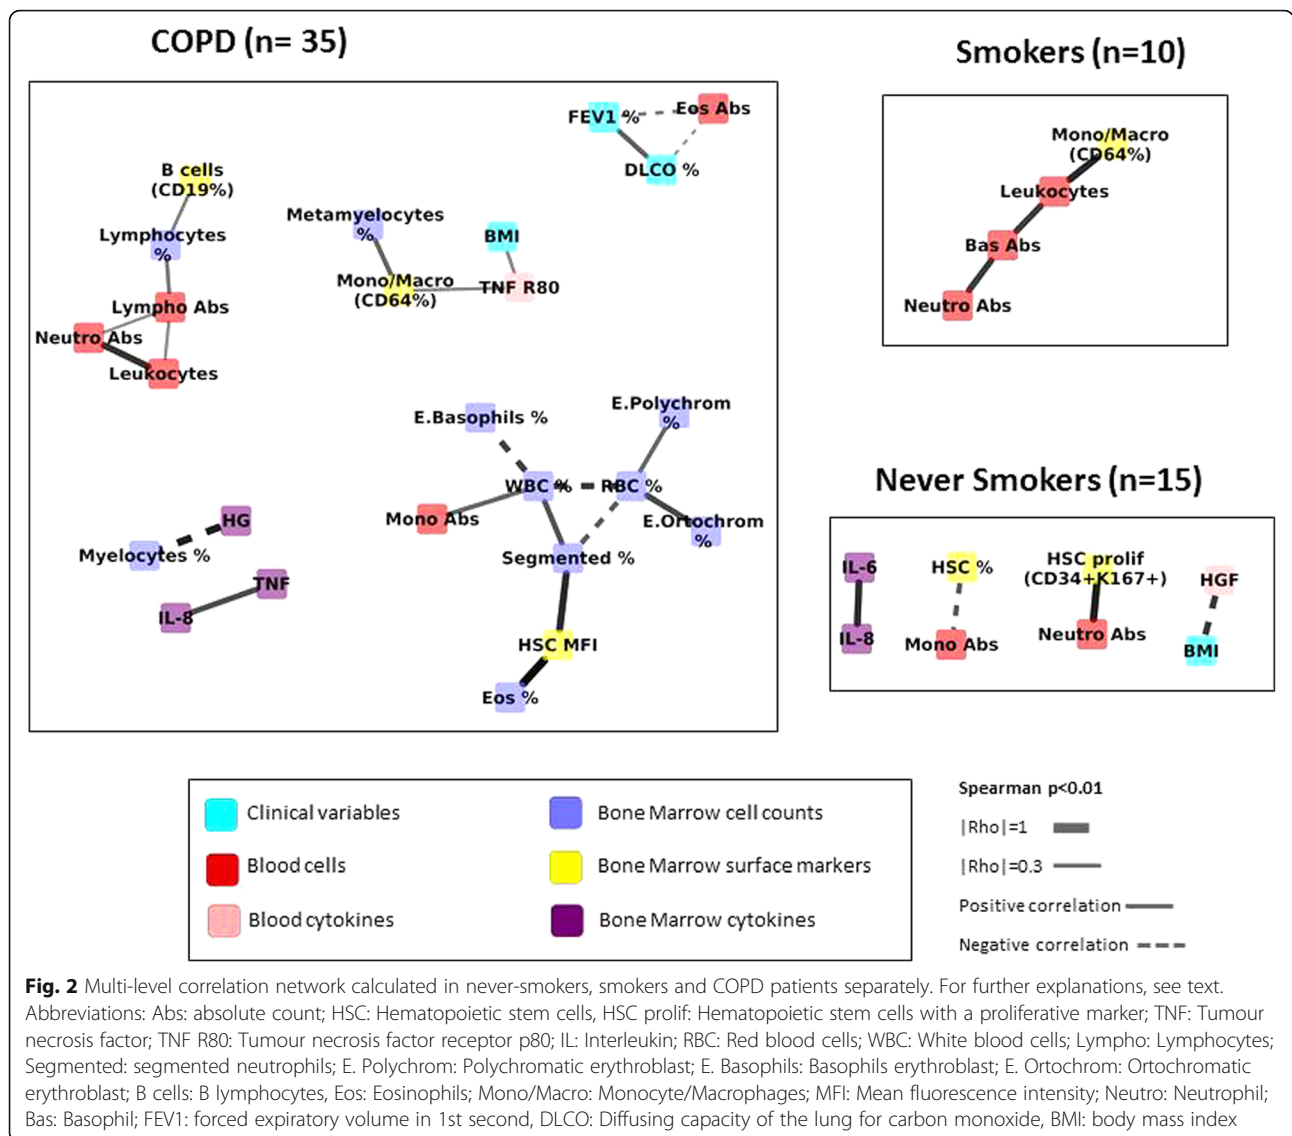 COPD (n= 35)
FEV1 %
Eos Abs
DLCO %
B cells
(CD19%)
Lymphocytes
%
Lympho Abs
Neutro Abs
Leukocytes
Metamyelocytes
%
BMI
Mono/Macro
(CD64%)
TNF R80
E.Basophils %
E.Polychrom
%
WBC %
RBC %
Mono Abs
E.Ortochrom
%
Segmented %
HG
Myelocytes %
TNF
IL-8
HSC MFI
Eos %
Smokers (n=10)
Mono/Macro
(CD64%)
Leukocytes
Bas Abs
Neutro Abs
Never Smokers (n=15)
IL-6
IL-8
HSC %
Mono Abs
HSC prolif
(CD34+K167+)
Neutro Abs
HGF
BMI
Clinical variables
Blood cells
Blood cytokines
Bone Marrow cell counts
Bone Marrow surface markers
Bone Marrow cytokines
Spearman p<0.01
|Rho|=1
|Rho|=0.3
Positive correlation
Negative correlation
Fig. 2 Multi-level correlation network calculated in never-smokers, smokers and COPD patients separately. For further explanations, see text.
Abbreviations: Abs: absolute count; HSC: Hematopoietic stem cells, HSC prolif: Hematopoietic stem cells with a proliferative marker; TNF: Tumour
necrosis factor; TNF R80: Tumour necrosis factor receptor p80; IL: Interleukin; RBC: Red blood cells; WBC: White blood cells; Lympho: Lymphocytes;
Segmented: segmented neutrophils; E. Polychrom: Polychromatic erythroblast; E. Basophils: Basophils erythroblast; E. Ortochrom: Ortochromatic
erythroblast; B cells: B lymphocytes, Eos: Eosinophils; Mono/Macro: Monocyte/Macrophages; MFI: Mean fluorescence intensity; Neutro: Neutrophil;
Bas: Basophil; FEV1: forced expiratory volume in 1st second, DLCO: Diffusing capacity of the lung for carbon monoxide, BMI: body mass index